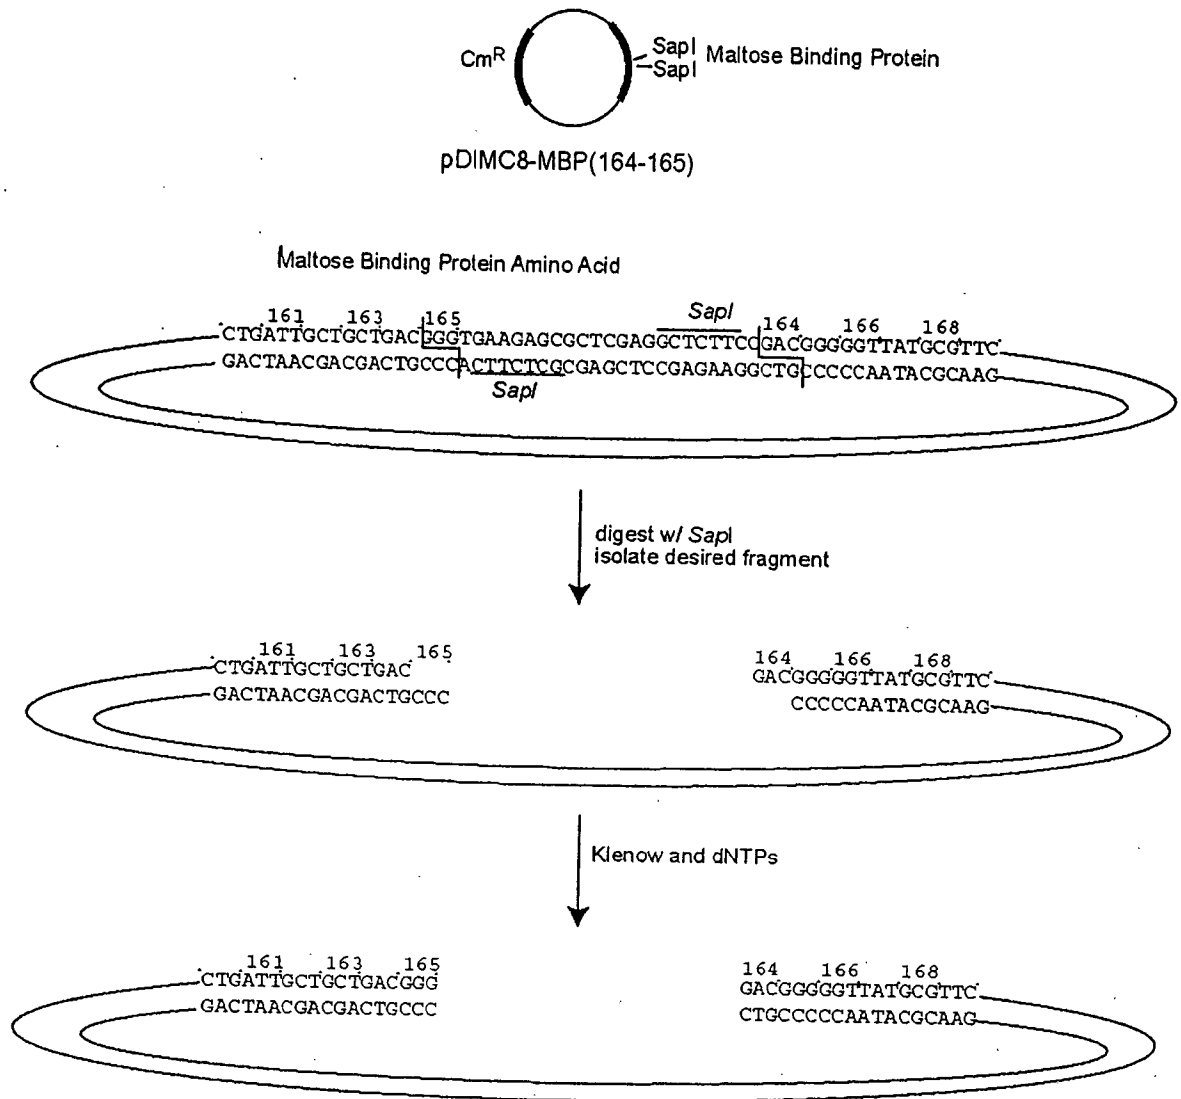 Cmᴿ
SapI
SapI
Maltose Binding Protein
pDIMC8-MBP(164-165)
Maltose Binding Protein Amino Acid
161 163 165 SapI 164 166 168
CTGATTGCTGCTGACGGGTGAAGAGCGCTCGAGGCTCTTCCGACGGGGGTTATGCGTTC
GACTAACGACGACTGCCCACTTCTCGCGAGCTCCGAGAAGGCTGCCCCCAATACGCAAG
SapI
digest w/ SapI
isolate desired fragment
161 163 165 164 166 168
CTGATTGCTGCTGAC GACGGGGGTTATGCGTTC
GACTAACGACGACTGCCC CCCCCAATACGCAAG
Klenow and dNTPs
161 163 165 164 166 168
CTGATTGCTGCTGACGGG GACGGGGGTTATGCGTTC
GACTAACGACGACTGCCC CTGCCCCCAATACGCAAG